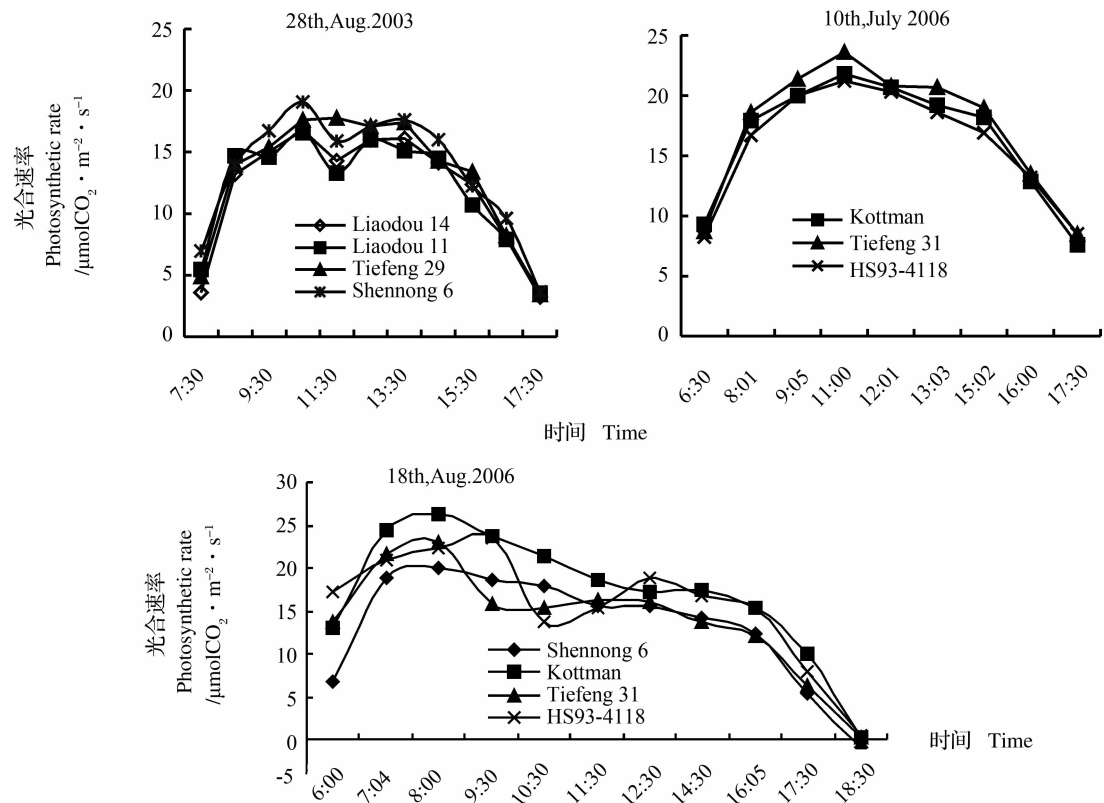 28th,Aug.2003
光合速率
Photosynthetic rate
/μmolCO₂·m⁻²·s⁻¹
25
20
15
10
5
0
Liaodou 14
Liaodou 11
Tiefeng 29
Shennong 6
7:30
9:30
11:30
13:30
15:30
17:30
10th,July 2006
25
20
15
10
5
0
Kottman
Tiefeng 31
HS93-4118
6:30
8:01
9:05
11:00
12:01
13:03
15:02
16:00
17:30
时间 Time
18th,Aug.2006
光合速率
Photosynthetic rate
/μmolCO₂·m⁻²·s⁻¹
30
25
20
15
10
5
0
-5
Shennong 6
Kottman
Tiefeng 31
HS93-4118
6:00
7:04
8:00
9:30
10:30
11:30
12:30
14:30
16:05
17:30
18:30
时间 Time